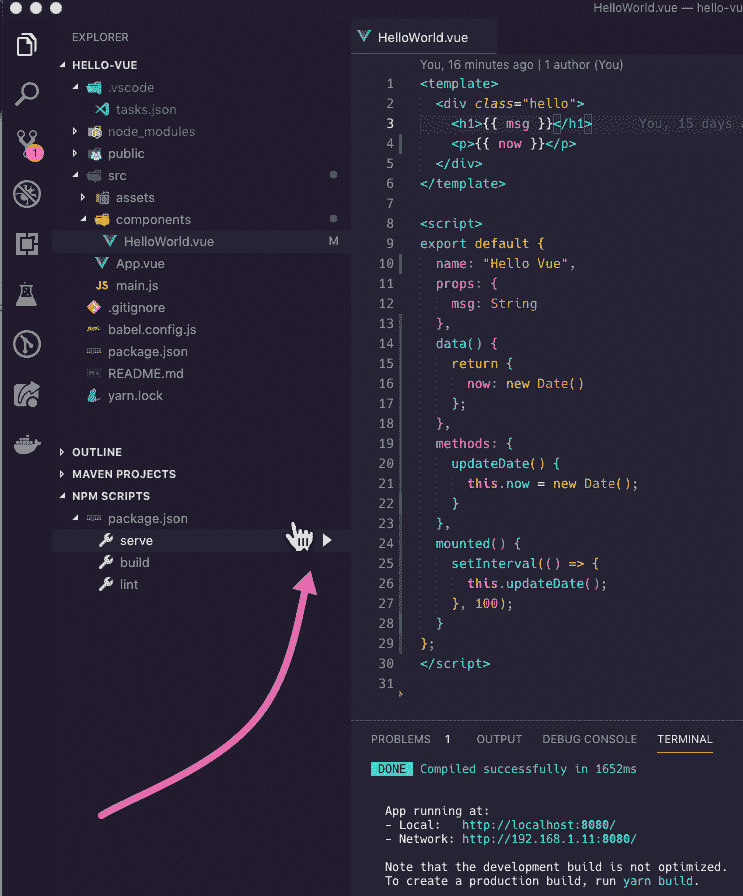 HelloWorld.vue — hello-vu
EXPLORER
HELLO-VUE
.vscode
tasks.json
node_modules
public
src
assets
components
HelloWorld.vue M
App.vue
JS main.js
.gitignore
babel.config.js
package.json
README.md
yarn.lock
OUTLINE
MAVEN PROJECTS
NPM SCRIPTS
package.json
serve
build
lint
1
HelloWorld.vue
You, 16 minutes ago | 1 author (You)
1 <template>
2 <div class="hello">
3 <h1>{{ msg }}</h1> You, 15 days a
4 <p>{{ now }}</p>
5 </div>
6 </template>
7
8 <script>
9 export default {
10 name: "Hello Vue",
11 props: {
12 msg: String
13 },
14 data() {
15 return {
16 now: new Date()
17 };
18 },
19 methods: {
20 updateDate() {
21 this.now = new Date();
22 }
23 },
24 mounted() {
25 setInterval(() => {
26 this.updateDate();
27 }, 100);
28 }
29 };
30 </script>
31
PROBLEMS 1 OUTPUT DEBUG CONSOLE TERMINAL
DONE Compiled successfully in 1652ms
App running at:
- Local: http://localhost:8080/
- Network: http://192.168.1.11:8080/
Note that the development build is not optimized.
To create a production build, run yarn build.